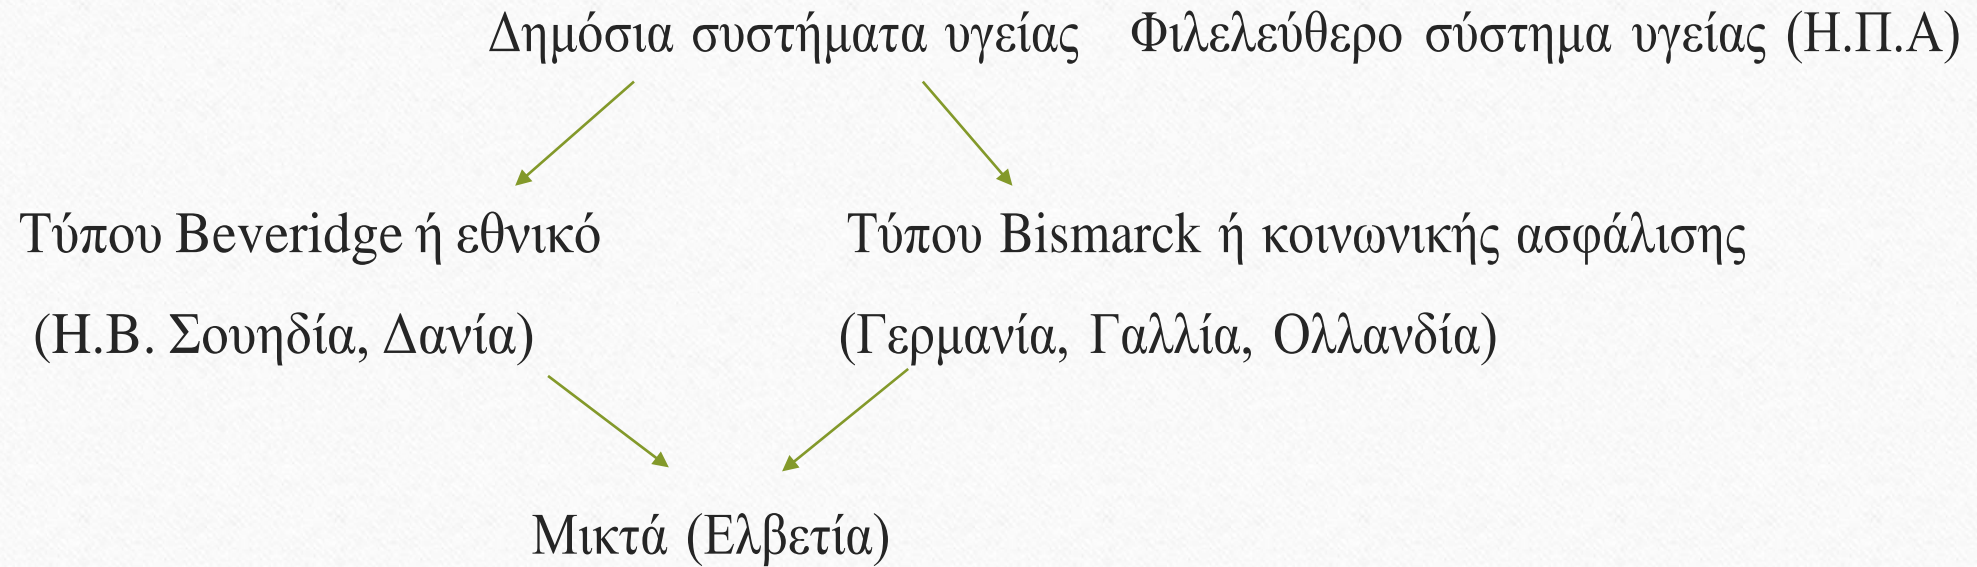 Δημόσια συστήματα υγείας Φιλελεύθερο σύστημα υγείας (Η.Π.Α)
Τύπου Beveridge ή εθνικό Τύπου Bismarck ή κοινωνικής ασφάλισης
(Η.Β. Σουηδία, Δανία) (Γερμανία, Γαλλία, Ολλανδία)
Μικτά (Ελβετία)